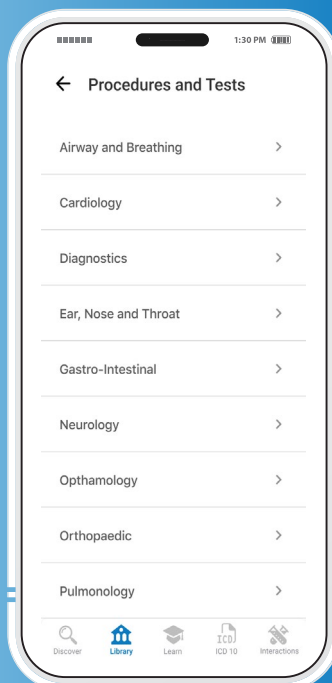 1:30 PM
Procedures and Tests
Airway and Breathing
Cardiology
Diagnostics
Ear, Nose and Throat
Gastro-Intestinal
Neurology
Opthamology
Orthopaedic
Pulmonology
ICD
Discover Library Learn ICD 10 Interactions